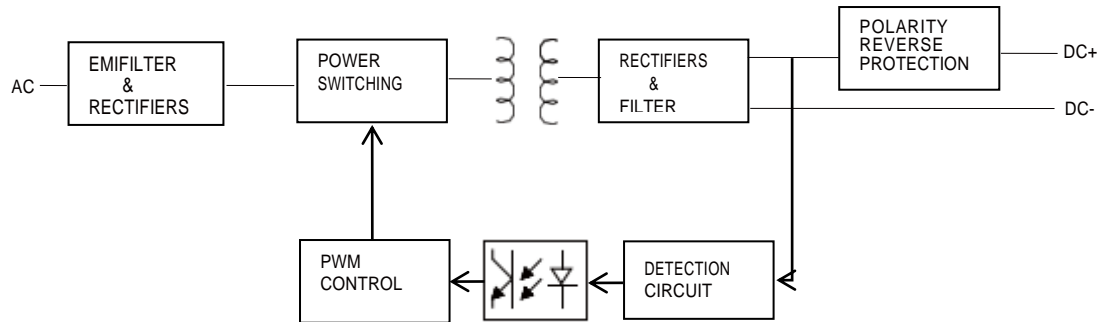 AC
EMIFILTER
&
RECTIFIERS
POWER
SWITCHING
RECTIFIERS
&
FILTER
POLARITY
REVERSE
PROTECTION
DC+
DC-
PWM
CONTROL
DETECTION
CIRCUIT